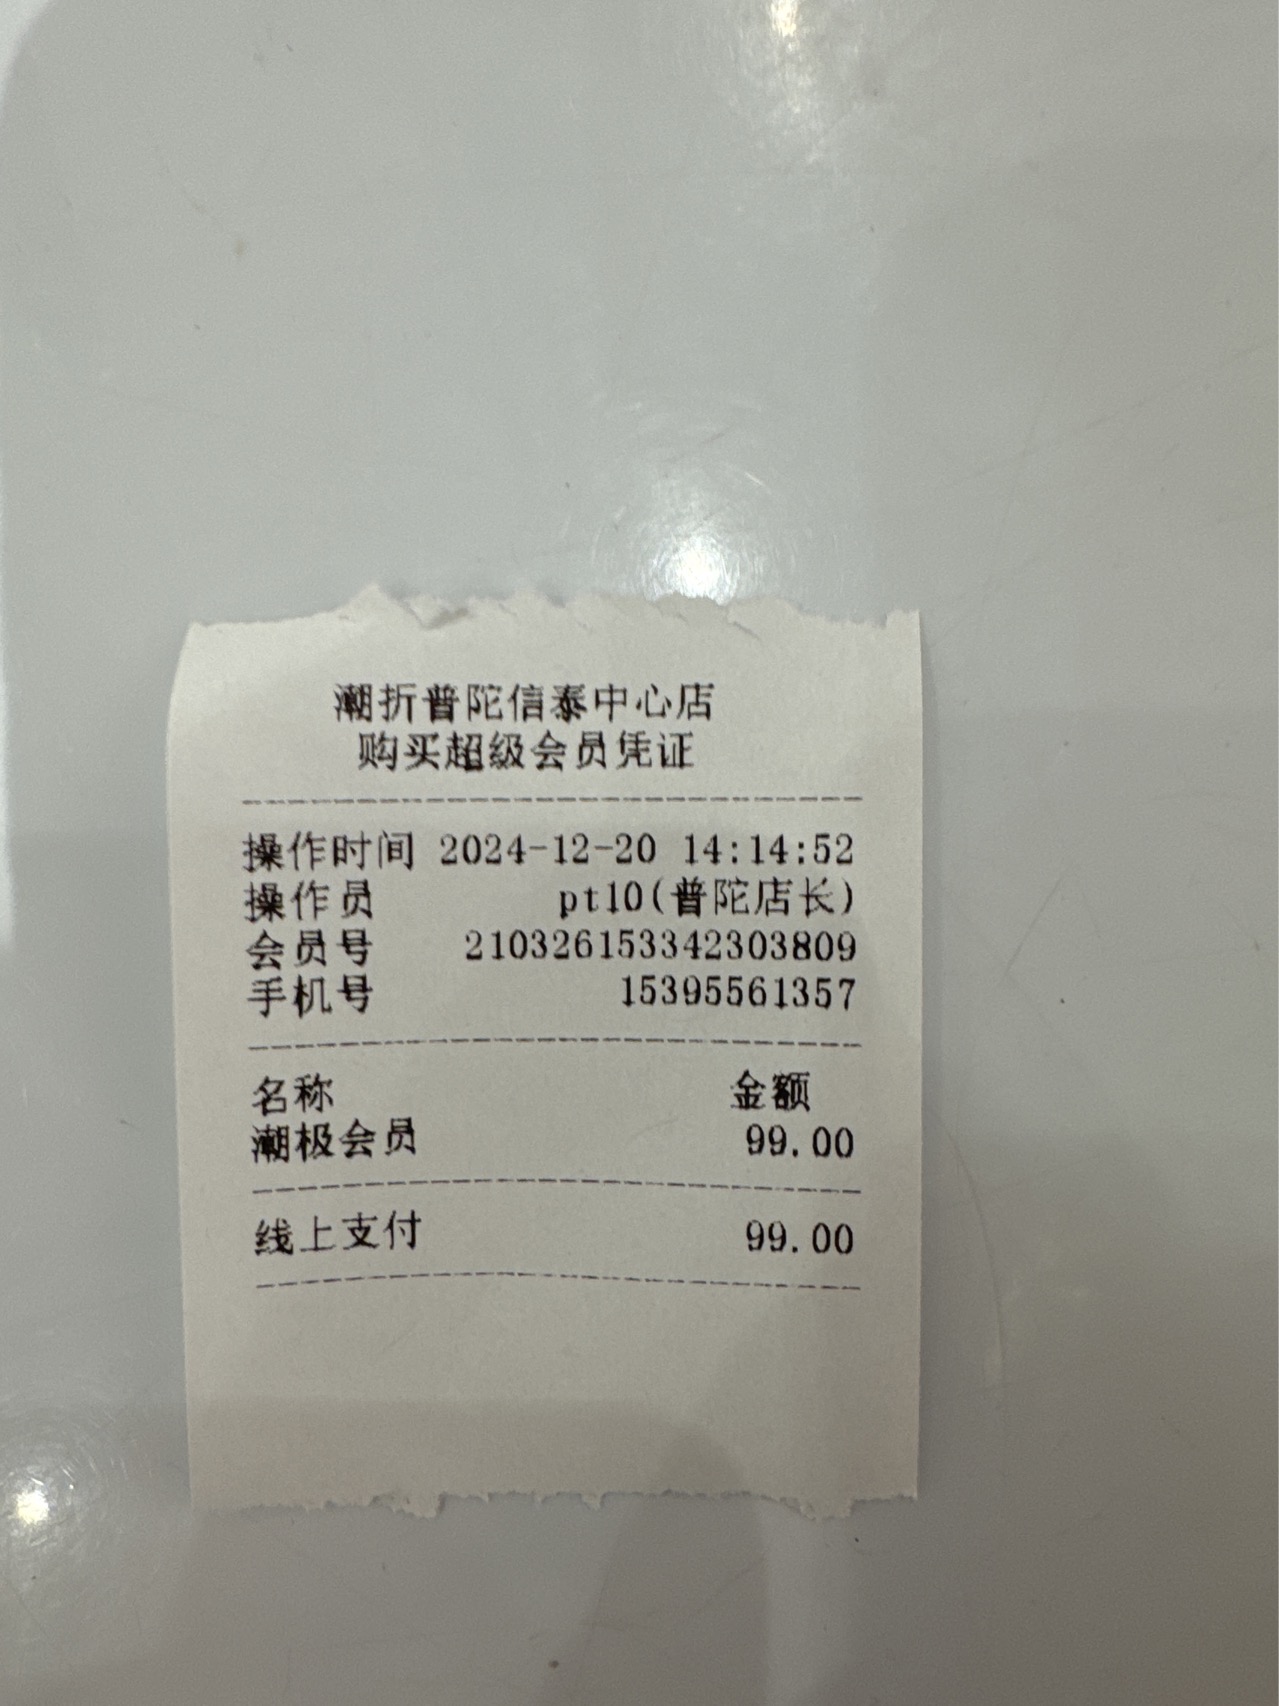 潮折普陀信泰中心店
购买超级会员凭证
操作时间 2024-12-20 14:14:52
操作员 pt10(普陀店长)
会员号 210326153342303809
手机号 15395561357
名称 金额
潮极会员 99.00
线上支付 99.00